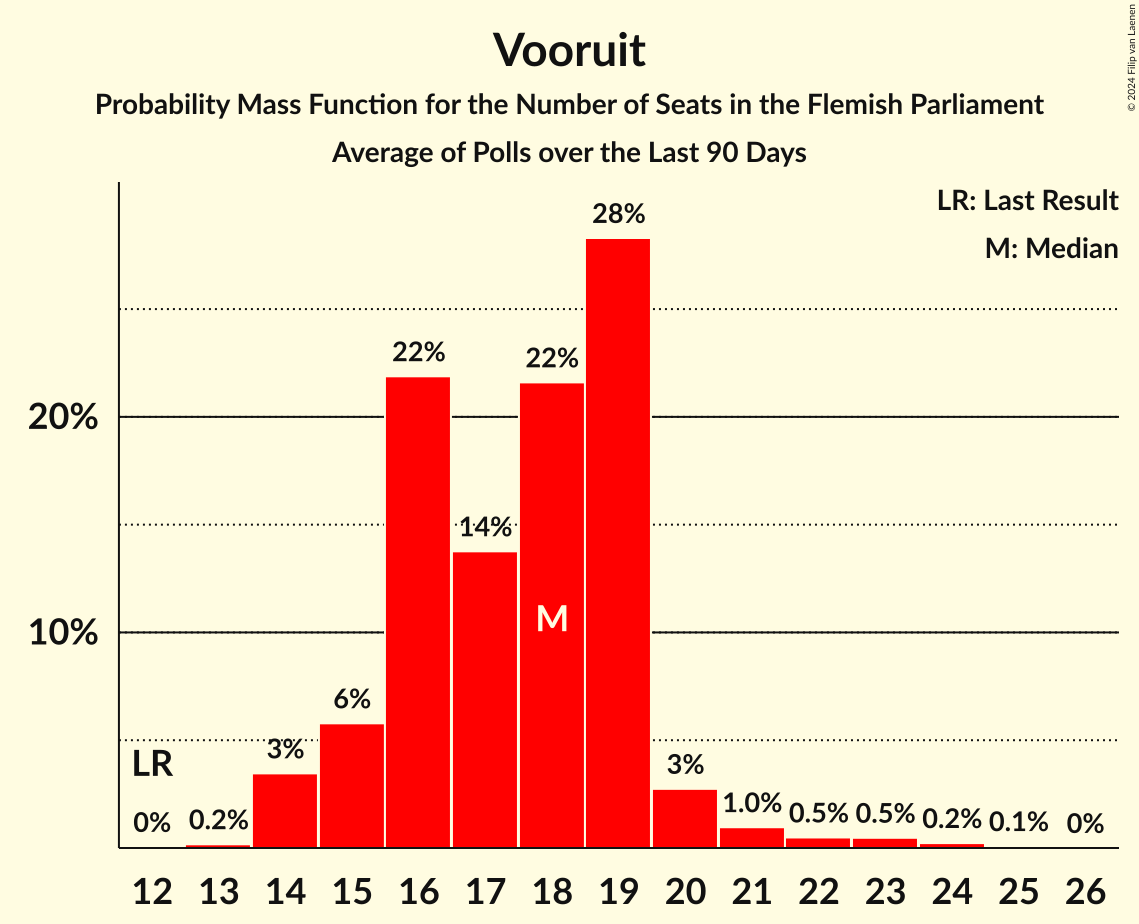 Vooruit
Probability Mass Function for the Number of Seats in the Flemish Parliament
Average of Polls over the Last 90 Days
© 2024 Filip van Laenen
LR: Last Result
M: Median
28%
22%
22%
20%
14%
M
10%
6%
3%
LR
3%
0%
0.2%
1.0%
0.5%
0.5%
0.2%
0.1%
0%
12 13 14 15 16 17 18 19 20 21 22 23 24 25 26